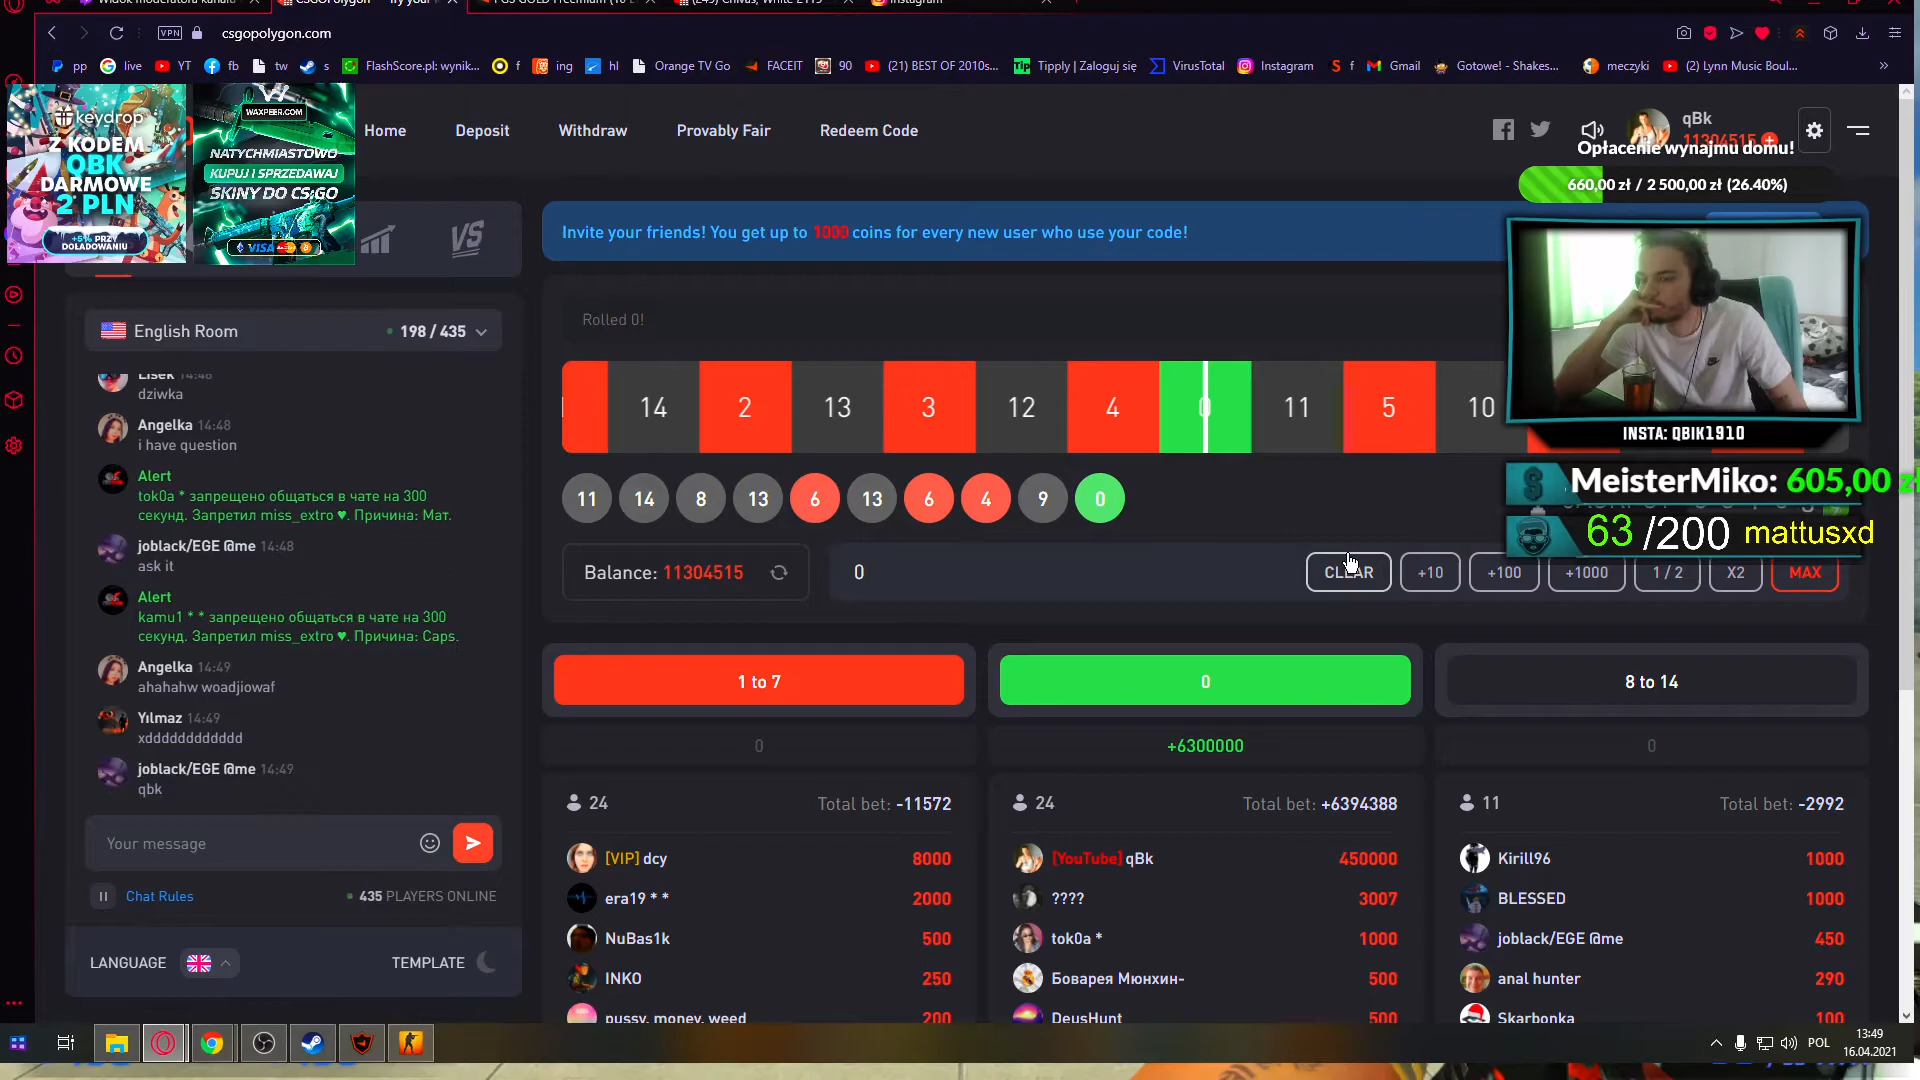 csgopolygon.com
VPN
pp
live
YT
fb
tw
s
FlashScore.pl: wynik...
f
ing
hl
Orange TV Go
FACEIT
90
(21) BEST OF 2010s...
Tipply | Zaloguj się
VirusTotal
Instagram
f
Gmail
Gotowe! - Shakes...
meczyki
(2) Lynn Music Boul...
keydrop
Z KODEM
QBK
DARMOWE
2 PLN
+5% PRZY
DOŁADOWANIU
WAXPEER.COM
NATYCHMIASTOWO
KUPUJ I SPRZEDAWAJ
SKINY DO CS:GO
VISA
Home
Deposit
Withdraw
Provably Fair
Redeem Code
qBk
11304515
Opłacenie wynajmu domu!
660,00 zł / 2 500,00 zł (26.40%)
VS
Invite your friends! You get up to 1000 coins for every new user who use your code!
English Room
198 / 435
Rolled 0!
14 2 13 3 12 4 0 11 5 10
11 14 8 13 6 13 6 4 9 0
INSTA: QBIK1910
MeisterMiko: 605,00 zł
63 /200 mattusxd
Balance: 11304515
0
CLEAR
+10
+100
+1000
1 / 2
X2
MAX
Lisek 14:48
dziwka
Angelka 14:48
i have question
Alert
tok0a * запрещено общаться в чате на 300
секунд. Запретил miss_extro ♥. Причина: Мат.
joblack/EGE @me 14:48
ask it
Alert
kamu1 * * запрещено общаться в чате на 300
секунд. Запретил miss_extro ♥. Причина: Caps.
Angelka 14:49
ahahahw woadjiowaf
Yılmaz 14:49
xdddddddddddd
joblack/EGE @me 14:49
qbk
Your message
Chat Rules
435 PLAYERS ONLINE
LANGUAGE
TEMPLATE
1 to 7
0
8 to 14
0
+6300000
0
24
Total bet: -11572
24
Total bet: +6394388
11
Total bet: -2992
[VIP] dcy 8000
era19 * * 2000
NuBas1k 500
INKO 250
pussy, money, weed 200
[YouTube] qBk 450000
???? 3007
tok0a * 1000
Боварея Мюнхин- 500
DeusHunt 500
Kirill96 1000
BLESSED 1000
joblack/EGE @me 450
anal hunter 290
Skarbonka 100
POL
13:49
16.04.2021